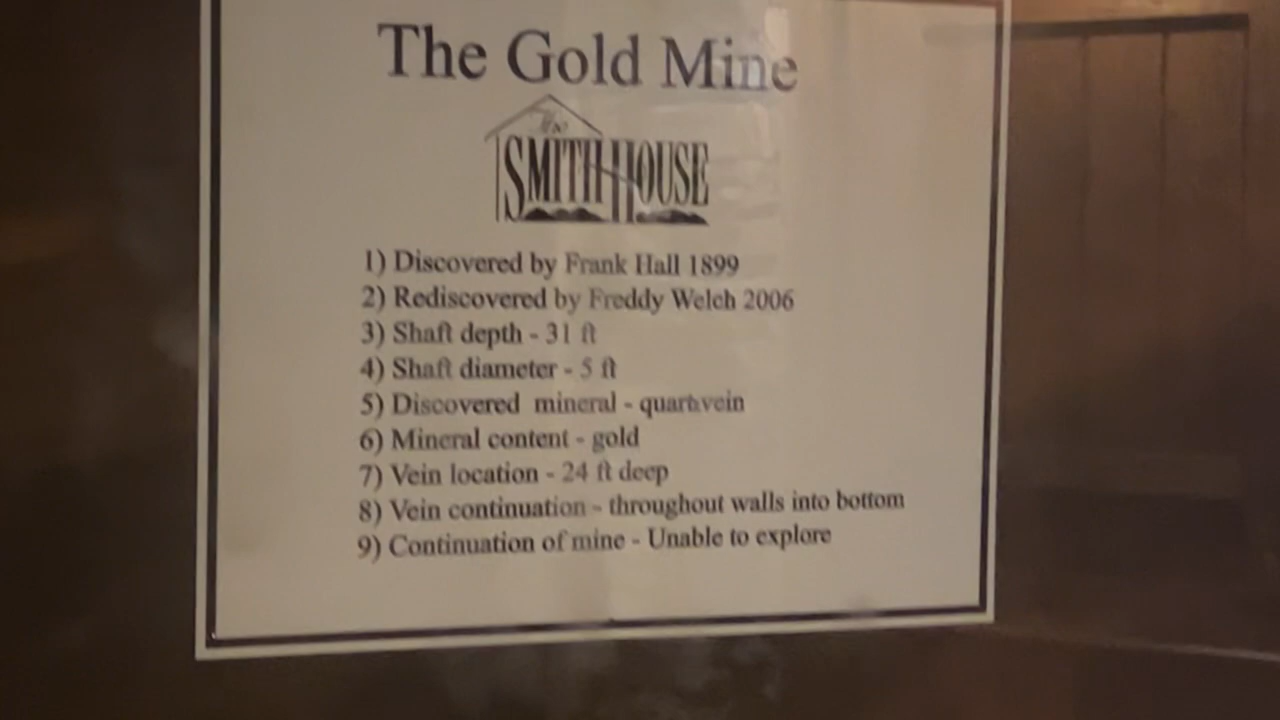 The Gold Mine
The
SMITH HOUSE
1) Discovered by Frank Hall 1899
2) Rediscovered by Freddy Welch 2006
3) Shaft depth - 31 ft
4) Shaft diameter - 5 ft
5) Discovered mineral - quartz vein
6) Mineral content - gold
7) Vein location - 24 ft deep
8) Vein continuation - throughout walls into bottom
9) Continuation of mine - Unable to explore